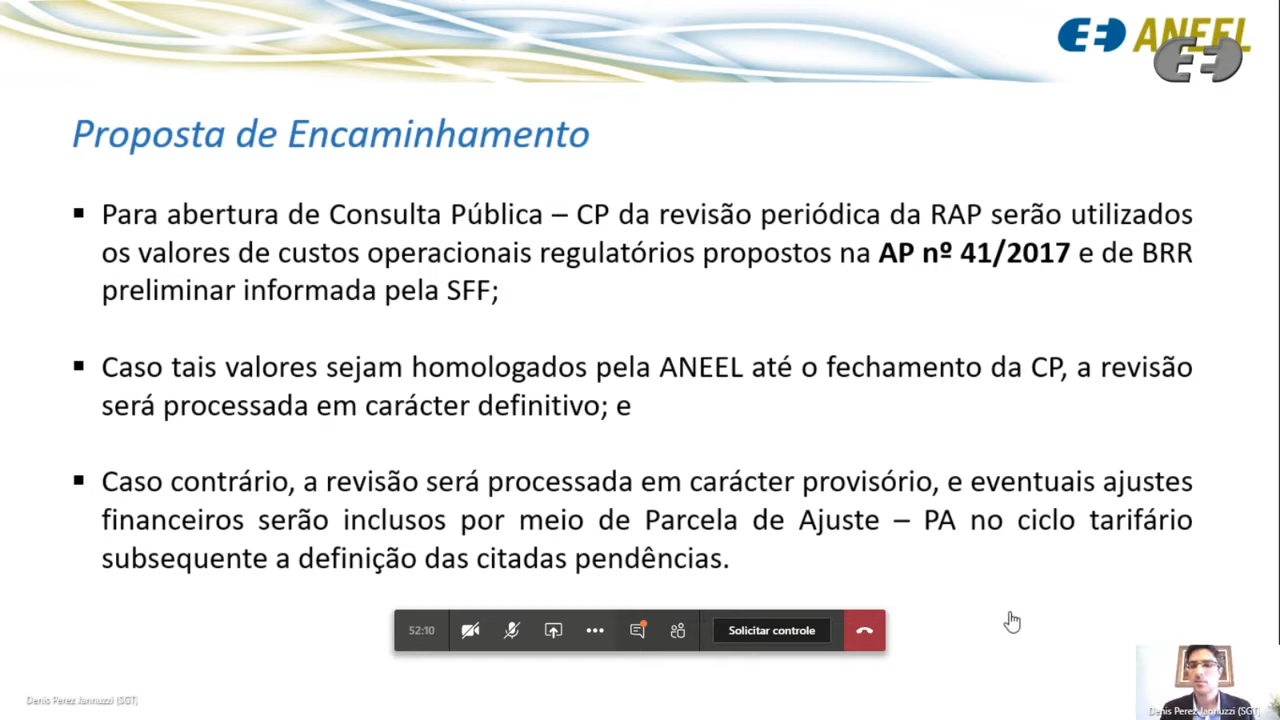 ANEEL
Proposta de Encaminhamento
▪ Para abertura de Consulta Pública – CP da revisão periódica da RAP serão utilizados
os valores de custos operacionais regulatórios propostos na AP nº 41/2017 e de BRR
preliminar informada pela SFF;
▪ Caso tais valores sejam homologados pela ANEEL até o fechamento da CP, a revisão
será processada em carácter definitivo; e
▪ Caso contrário, a revisão será processada em carácter provisório, e eventuais ajustes
financeiros serão inclusos por meio de Parcela de Ajuste – PA no ciclo tarifário
subsequente a definição das citadas pendências.
52:10
Solicitar controle
Denis Perez Jannuzzi (SGT)
Denis Perez Jannuzzi (SGT)